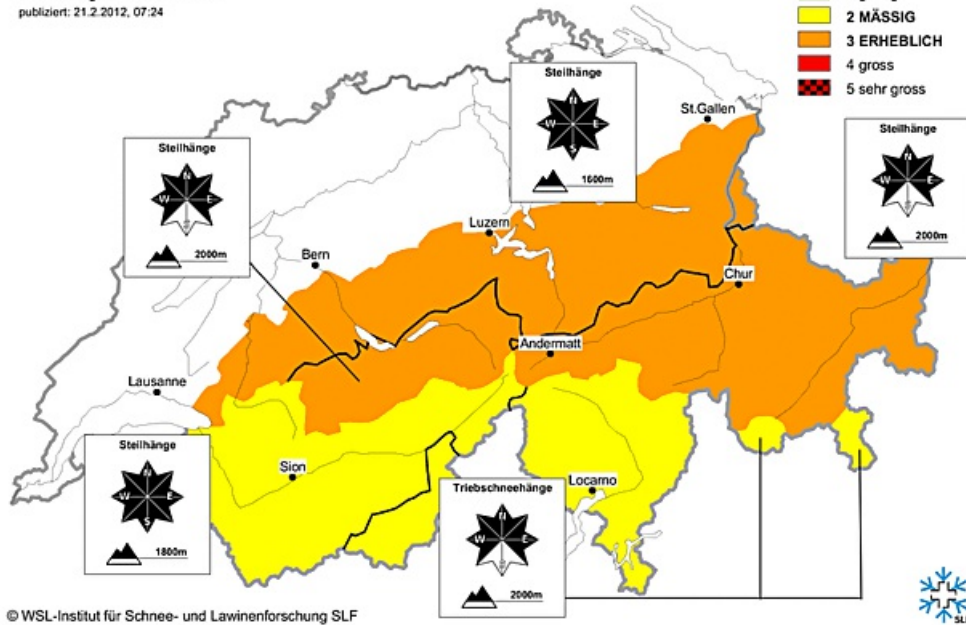 publiziert: 21.2.2012, 07:24
2 MÄSSIG
3 ERHEBLICH
4 gross
5 sehr gross
Steilhänge
N
W E
S
1600m
St.Gallen
Steilhänge
N
W E
2000m
Steilhänge
N
W E
S
2000m
Luzern
Bern
Chur
Andermatt
Lausanne
Steilhänge
N
W E
S
1800m
Sion
Locarno
Triebschneehänge
N
W E
S
2000m
© WSL-Institut für Schnee- und Lawinenforschung SLF
SLF